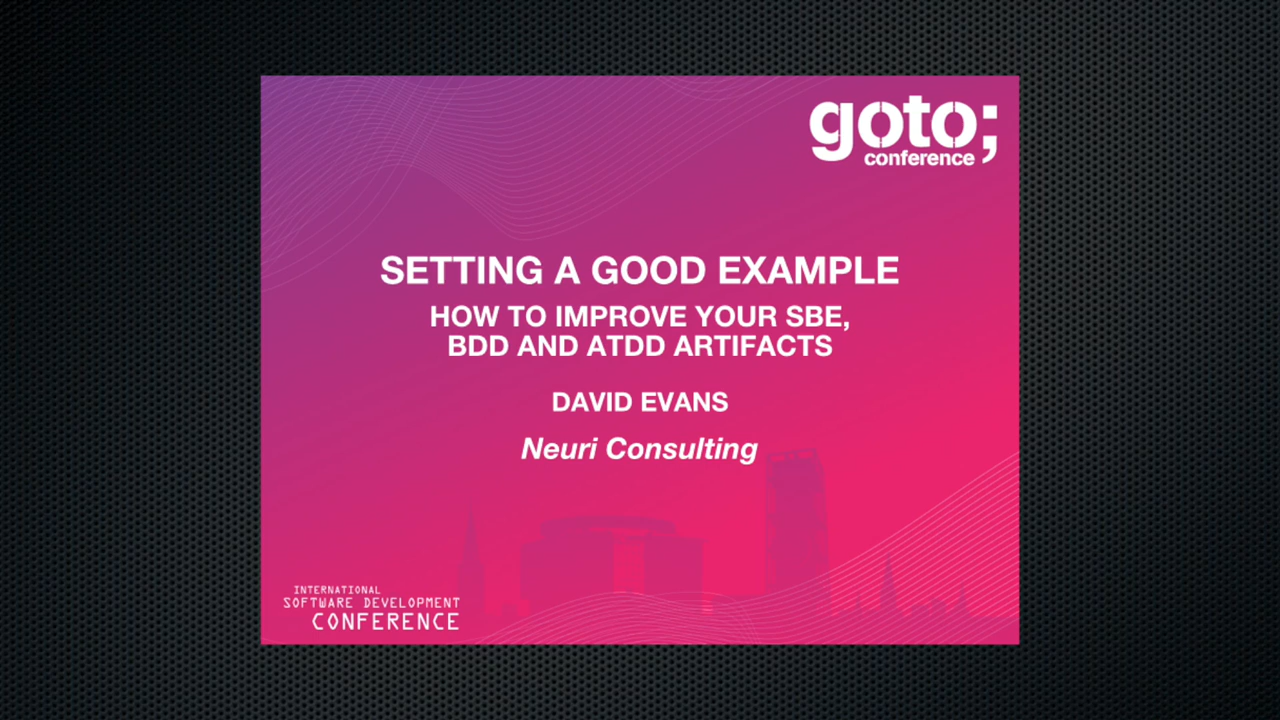 goto;
conference
SETTING A GOOD EXAMPLE
HOW TO IMPROVE YOUR SBE,
BDD AND ATDD ARTIFACTS
DAVID EVANS
Neuri Consulting
INTERNATIONAL
SOFTWARE DEVELOPMENT
CONFERENCE